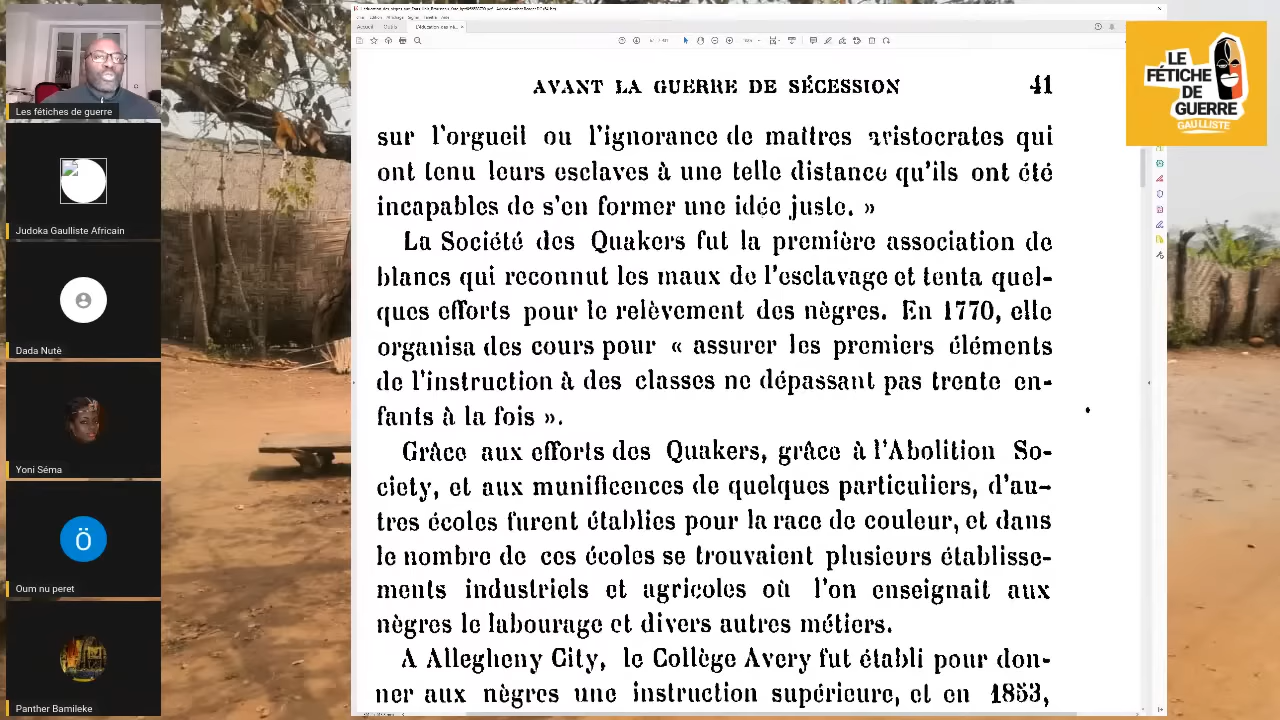 Les fétiches de guerre
Judoka Gaulliste Africain
Dada Nutè
Yoni Séma
Oum nu peret
Panther Bamileke
Ö
Accueil Outils
AVANT LA GUERRE DE SÉCESSION 41
sur l'orgueil ou l'ignorance de maîtres aristocrates qui
ont tenu leurs esclaves à une telle distance qu'ils ont été
incapables de s'en former une idée juste. »
La Société des Quakers fut la première association de
blancs qui reconnut les maux de l'esclavage et tenta quel-
ques efforts pour le relèvement des nègres. En 1770, elle
organisa des cours pour « assurer les premiers éléments
de l'instruction à des classes ne dépassant pas trente en-
fants à la fois ».
Grâce aux efforts des Quakers, grâce à l'Abolition So-
ciety, et aux munificences de quelques particuliers, d'au-
tres écoles furent établies pour la race de couleur, et dans
le nombre de ces écoles se trouvaient plusieurs établisse-
ments industriels et agricoles où l'on enseignait aux
nègres le labourage et divers autres métiers.
A Allegheny City, le Collège Avery fut établi pour don-
ner aux nègres une instruction supérieure, et en 1853,
LE
FÉTICHE
DE
GUERRE
GAULLISTE